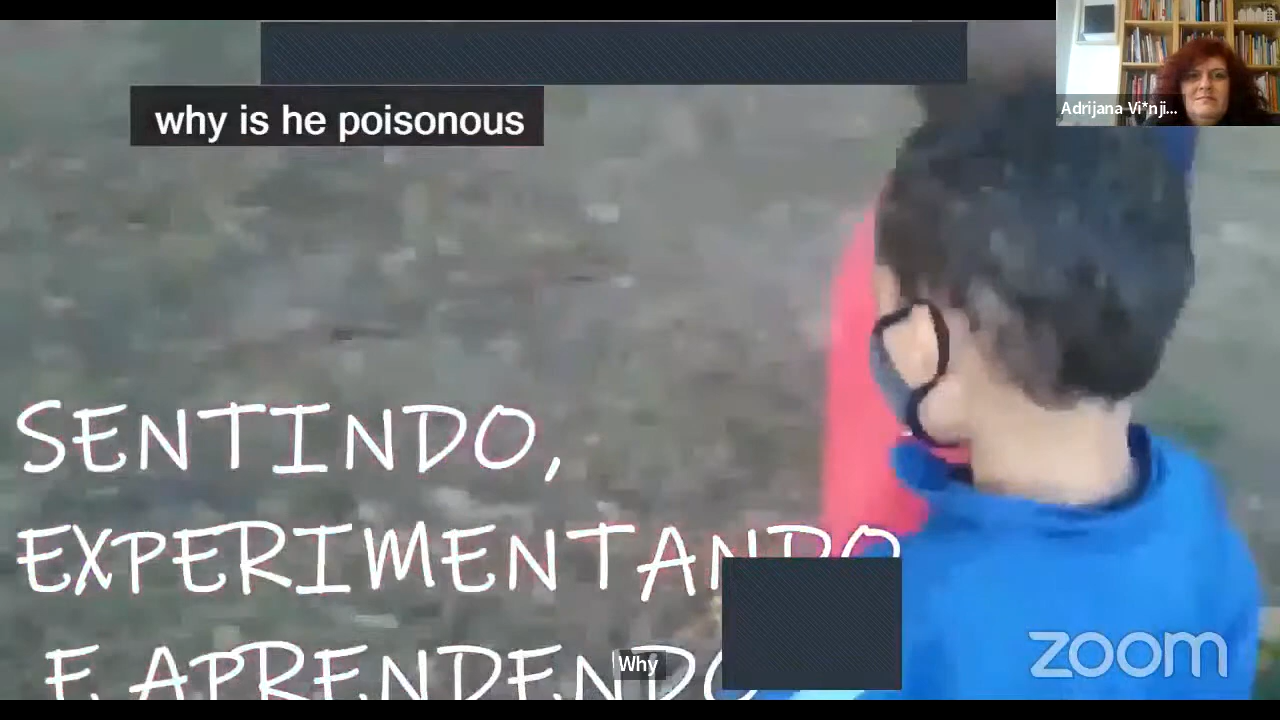 why is he poisonous
Adrijana Vi*nji...
SENTINDO,
EXPERIMENTANDO
E APRENDENDO
Why
zoom